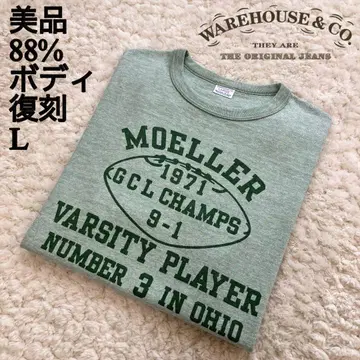 美品
88%
ボディ
復刻
L
WAREHOUSE & CO.
THEY ARE
THE ORIGINAL JEANS
MOELLER
1971
GCL CHAMPS
9-1
VARSITY PLAYER
NUMBER 3 IN OHIO